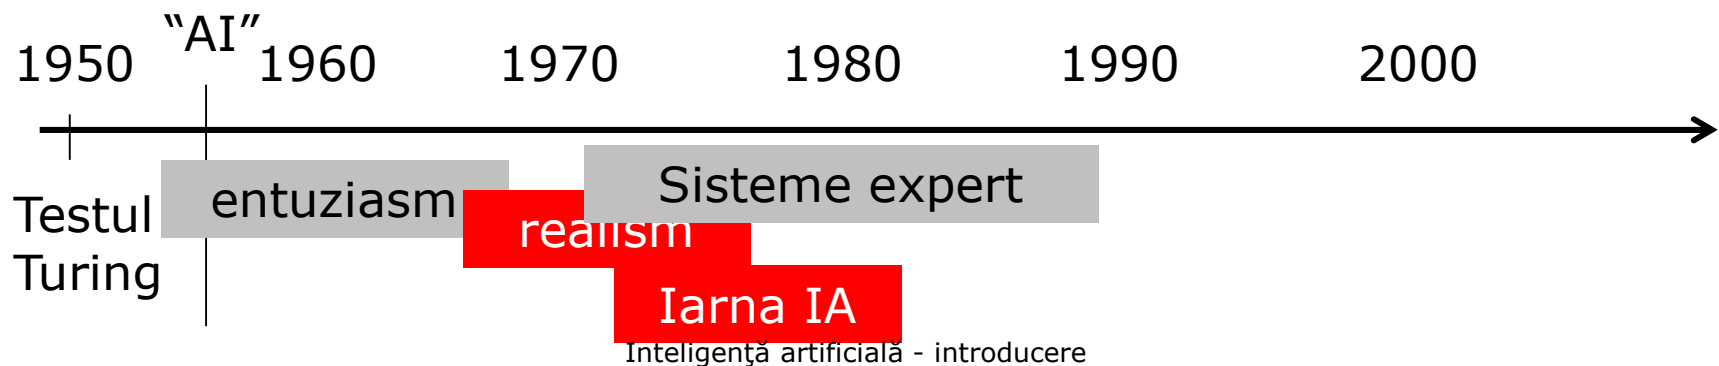 “AI”
1950 1960 1970 1980 1990 2000
Testul
Turing
entuziasm
Sisteme expert
realism
Iarna IA
Inteligenţă artificială - introducere